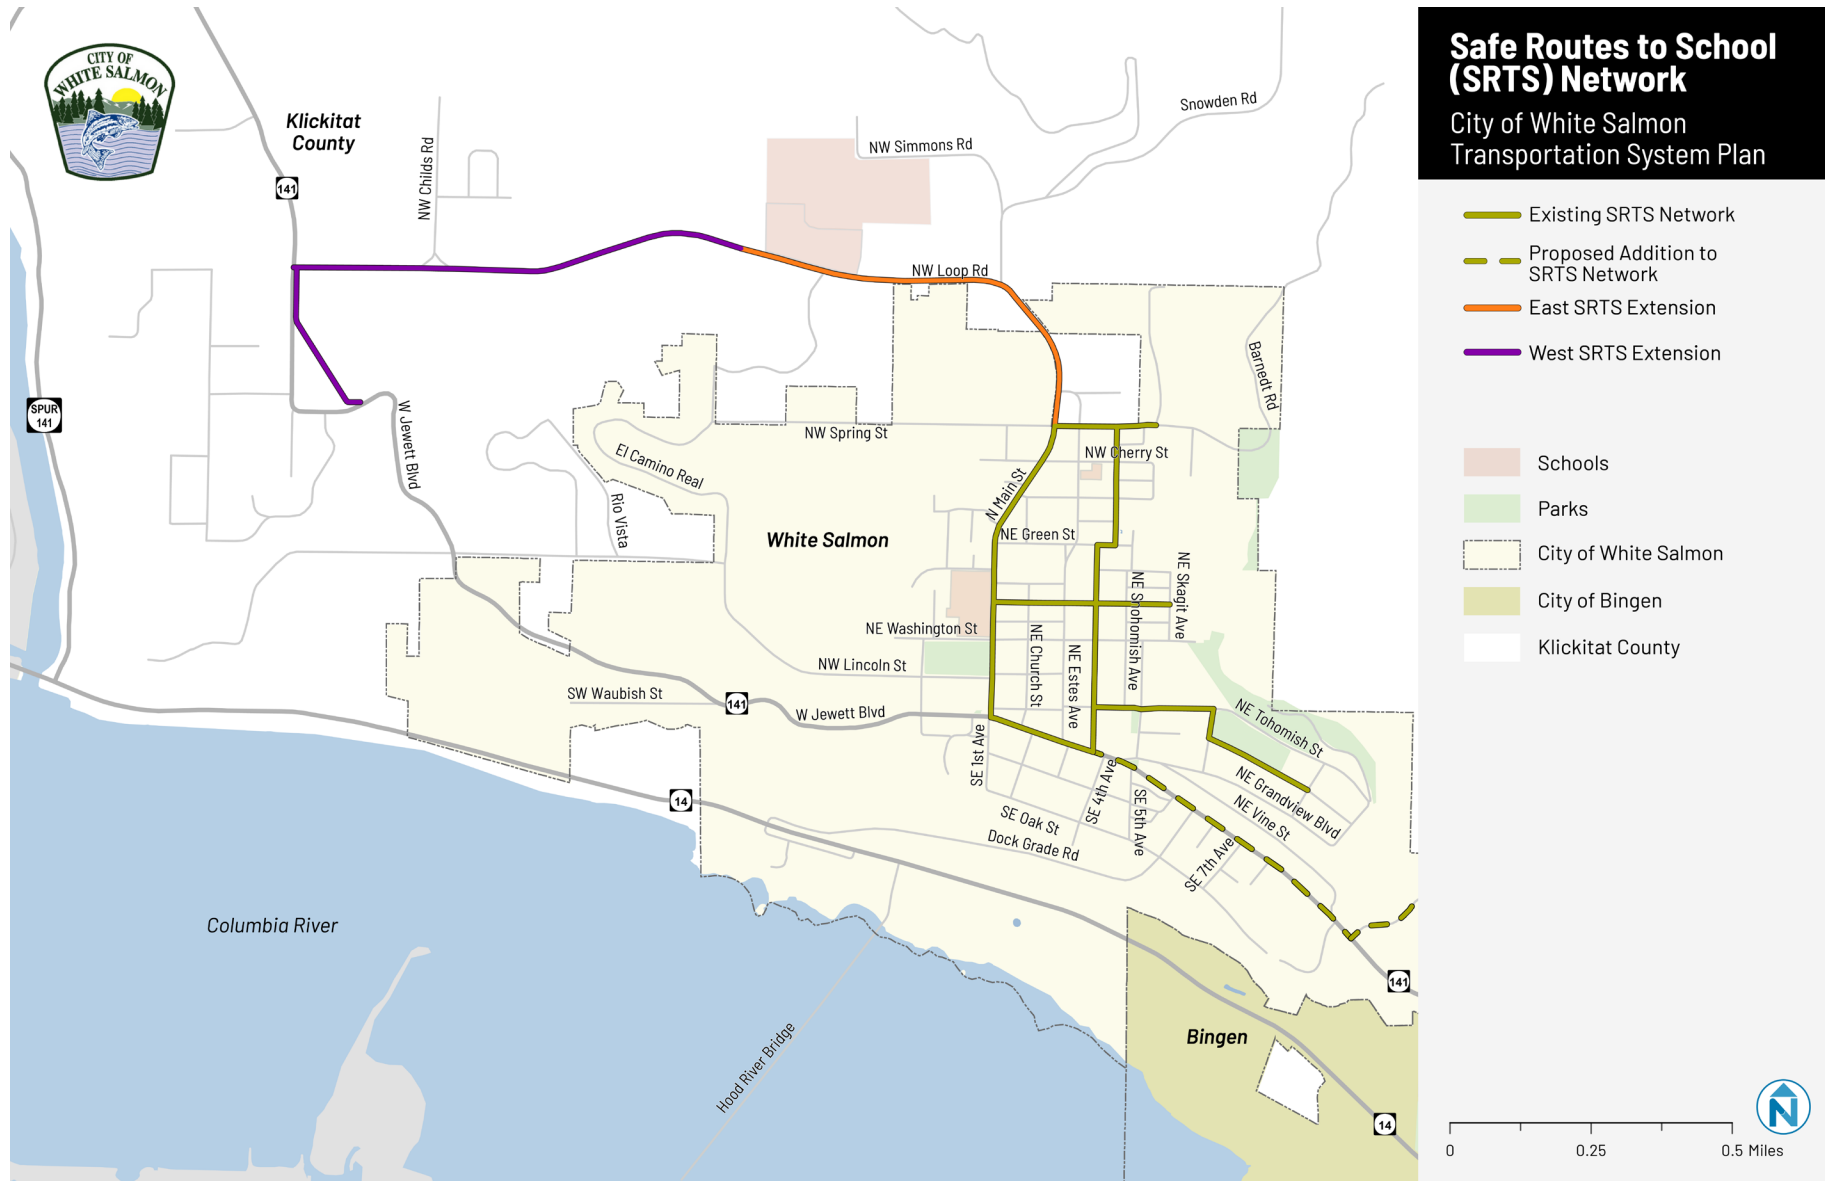 CITY OF
WHITE SALMON
Klickitat
County
141
NW Childs Rd
NW Simmons Rd
Snowden Rd
NW Loop Rd
Barnedt Rd
SPUR
141
W Jewett Blvd
NW Spring St
El Camino Real
Rio Vista
NW Cherry St
N Main St
White Salmon
NE Green St
NE Skagit Ave
NE Snohomish Ave
NE Washington St
NE Church St
NE Estes Ave
NW Lincoln St
SW Waubish St
141
W Jewett Blvd
SE 1st Ave
NE Tohomish St
NE Grandview Blvd
NE Vine St
SE 4th Ave
SE 5th Ave
SE Oak St
Dock Grade Rd
SE 7th Ave
14
Columbia River
Hood River Bridge
141
Bingen
14
Safe Routes to School
(SRTS) Network
City of White Salmon
Transportation System Plan
Existing SRTS Network
Proposed Addition to
SRTS Network
East SRTS Extension
West SRTS Extension
Schools
Parks
City of White Salmon
City of Bingen
Klickitat County
N
0 0.25 0.5 Miles